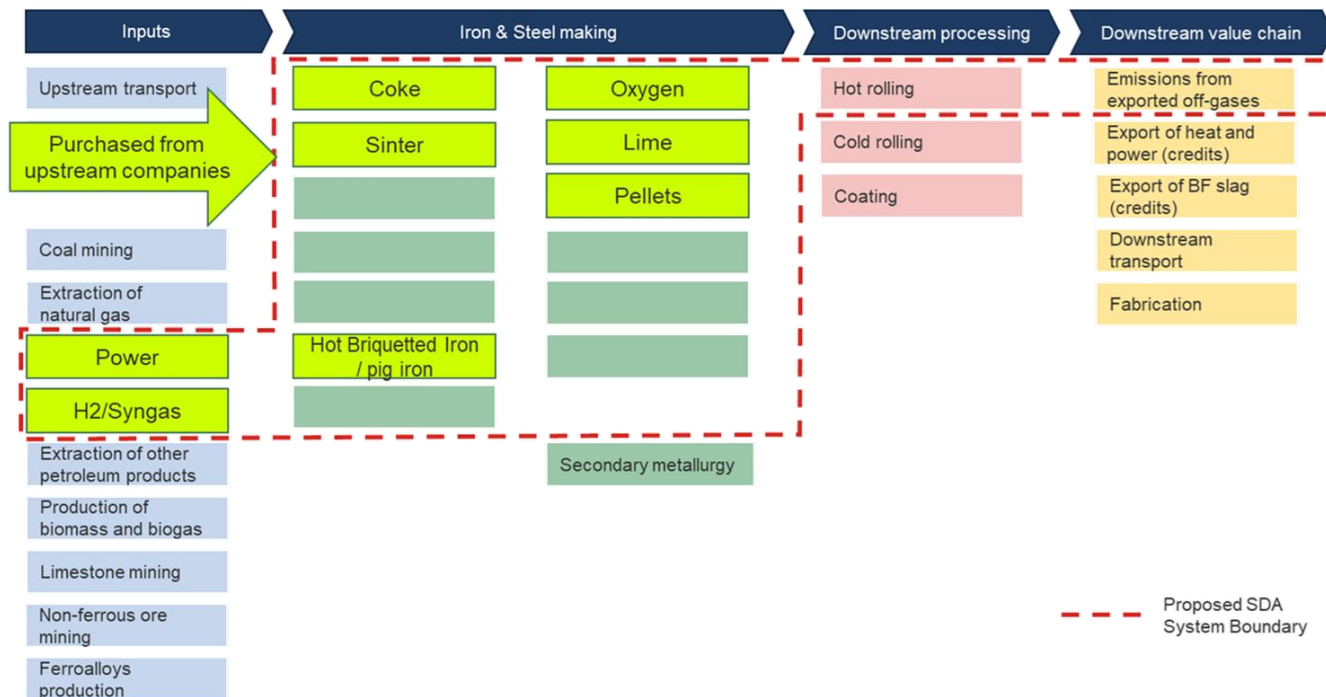 Inputs
Iron & Steel making
Downstream processing
Downstream value chain
Upstream transport
Purchased from
upstream companies
Coal mining
Extraction of
natural gas
Power
H2/Syngas
Extraction of other
petroleum products
Production of
biomass and biogas
Limestone mining
Non-ferrous ore
mining
Ferroalloys
production
Coke
Sinter
Hot Briquetted Iron
/ pig iron
Oxygen
Lime
Pellets
Secondary metallurgy
Hot rolling
Cold rolling
Coating
Emissions from
exported off-gases
Export of heat and
power (credits)
Export of BF slag
(credits)
Downstream
transport
Fabrication
Proposed SDA
System Boundary